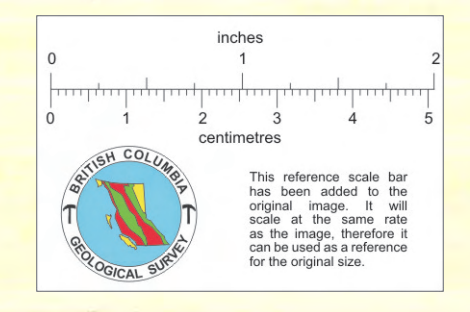 inches
0 1 2
0 1 2 3 4 5
centimetres
BRITISH COLUMBIA
GEOLOGICAL SURVEY
This reference scale bar
has been added to the
original image. It will
scale at the same rate
as the image, therefore it
can be used as a reference
for the original size.